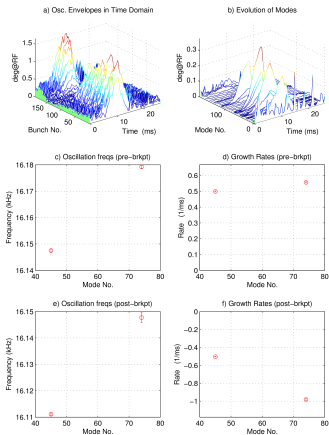 a) Osc. Envelopes in Time Domain
b) Evolution of Modes
deg@RF
1.5
1
0.5
0
150
100
50
0
0
10
20
Bunch No.
Time (ms)
deg@RF
0.3
0.2
0.1
0
150
100
50
0
0
10
20
Mode No.
Time (ms)
c) Oscillation freqs (pre-brkpt)
Frequency (kHz)
16.18
16.17
16.16
16.15
16.14
40 50 60 70 80
Mode No.
d) Growth Rates (pre-brkpt)
Rate (1/ms)
0.6
0.5
0.4
0.3
0.2
0.1
0
40 50 60 70 80
Mode No.
e) Oscillation freqs (post-brkpt)
Frequency (kHz)
16.15
16.14
16.13
16.12
16.11
40 50 60 70 80
Mode No.
f) Growth Rates (post-brkpt)
Rate (1/ms)
0
-0.2
-0.4
-0.6
-0.8
-1
40 50 60 70 80
Mode No.